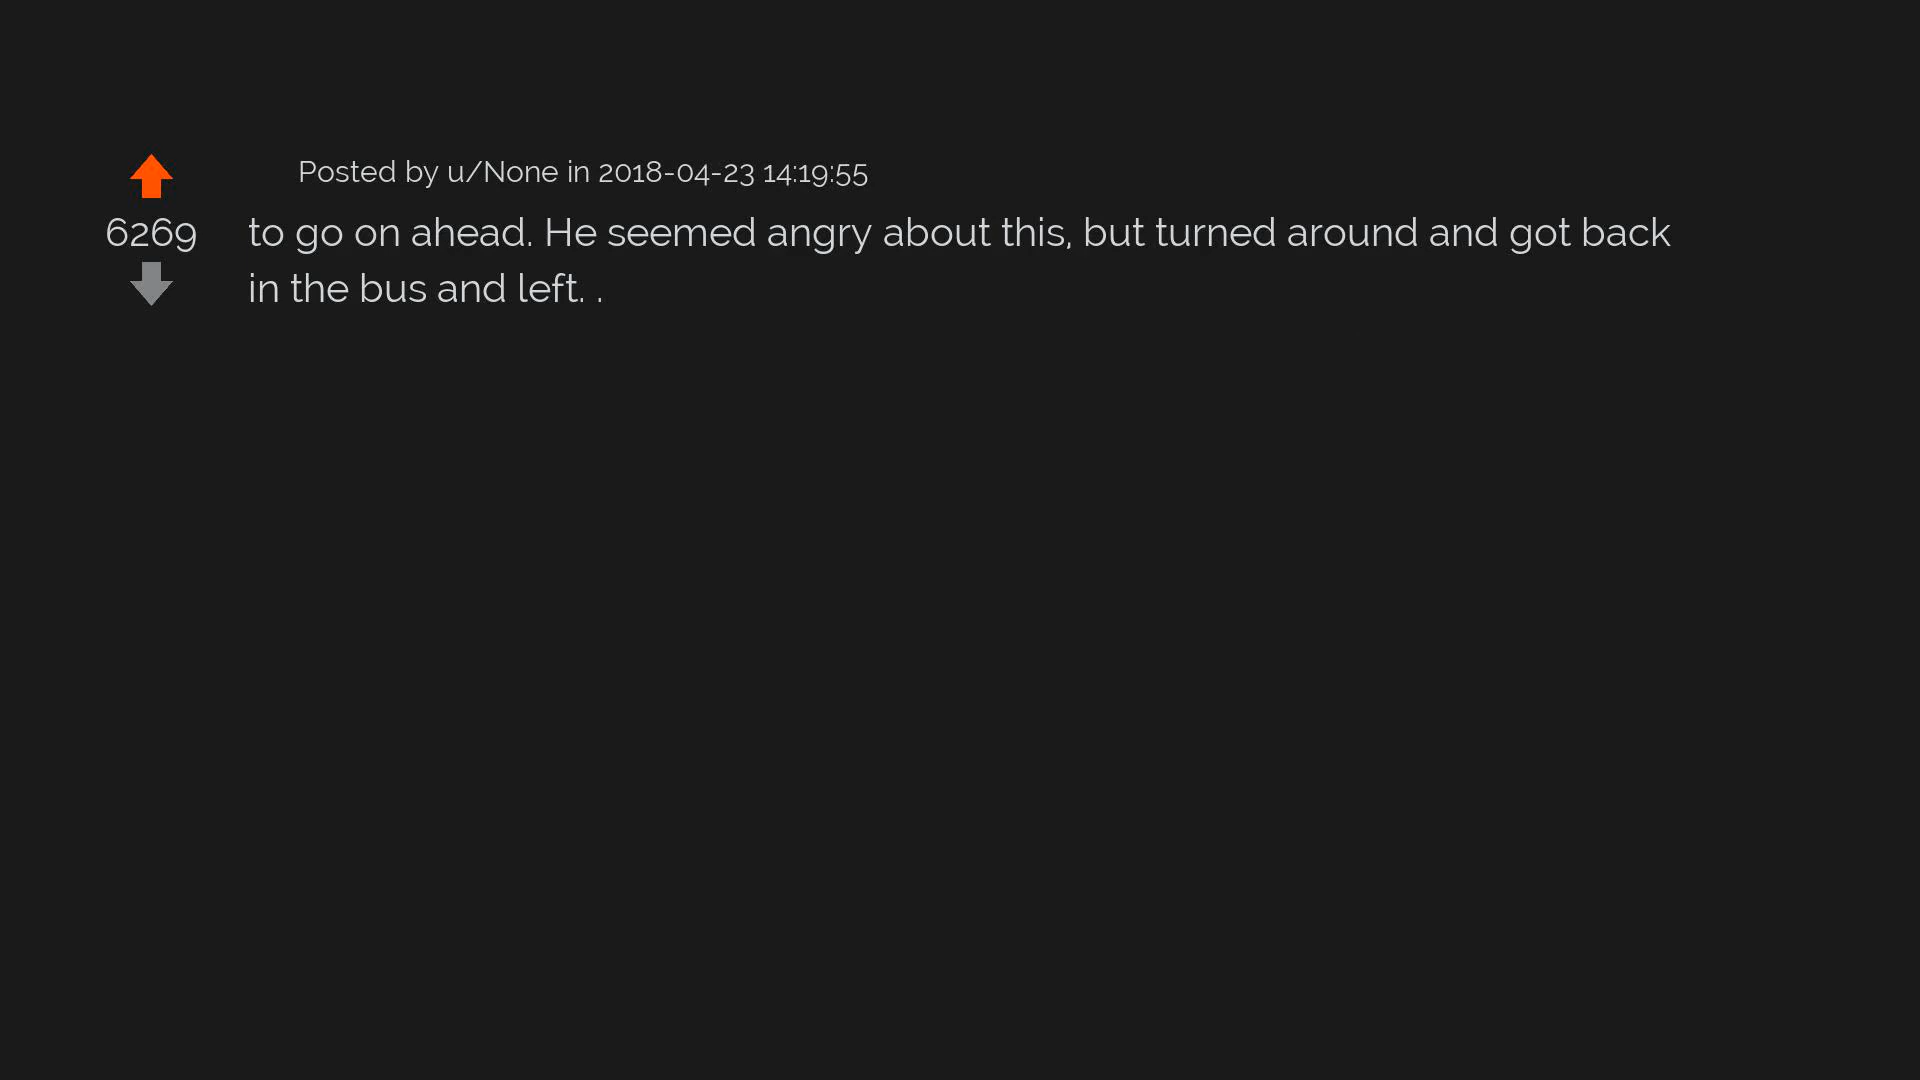 Posted by u/None in 2018-04-23 14:19:55
6269
to go on ahead. He seemed angry about this, but turned around and got back
in the bus and left. .